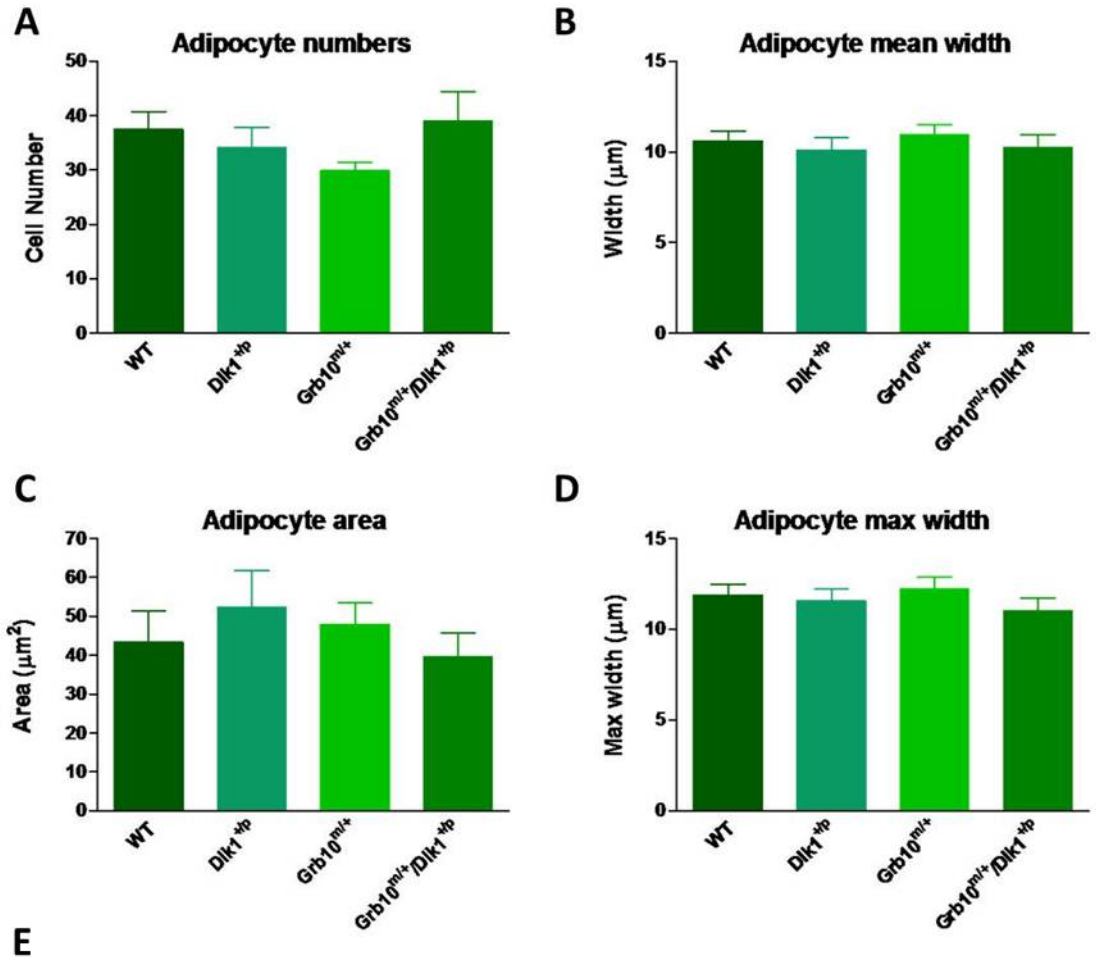 A
Adipocyte numbers
Cell Number
50
40
30
20
10
0
WT
Dlk1⁺/ᵖ
Grb10ᵐ/⁺
Grb10ᵐ/⁺/Dlk1⁺/ᵖ
B
Adipocyte mean width
Width (μm)
15
10
5
0
WT
Dlk1⁺/ᵖ
Grb10ᵐ/⁺
Grb10ᵐ/⁺/Dlk1⁺/ᵖ
C
Adipocyte area
Area (μm²)
70
60
50
40
30
20
10
0
WT
Dlk1⁺/ᵖ
Grb10ᵐ/⁺
Grb10ᵐ/⁺/Dlk1⁺/ᵖ
D
Adipocyte max width
Max width (μm)
15
10
5
0
WT
Dlk1⁺/ᵖ
Grb10ᵐ/⁺
Grb10ᵐ/⁺/Dlk1⁺/ᵖ
E